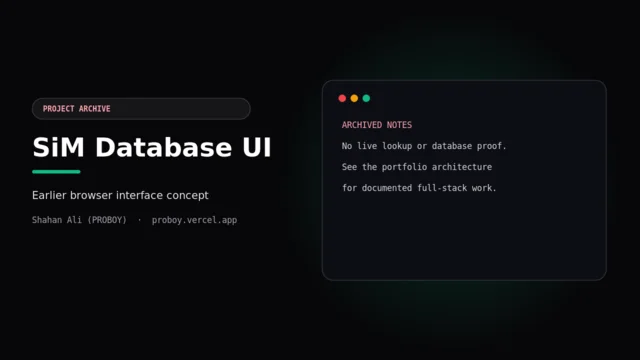 PROJECT ARCHIVE
SiM Database UI
Earlier browser interface concept
Shahan Ali (PROBOY) · proboy.vercel.app
ARCHIVED NOTES
No live lookup or database proof.
See the portfolio architecture
for documented full-stack work.